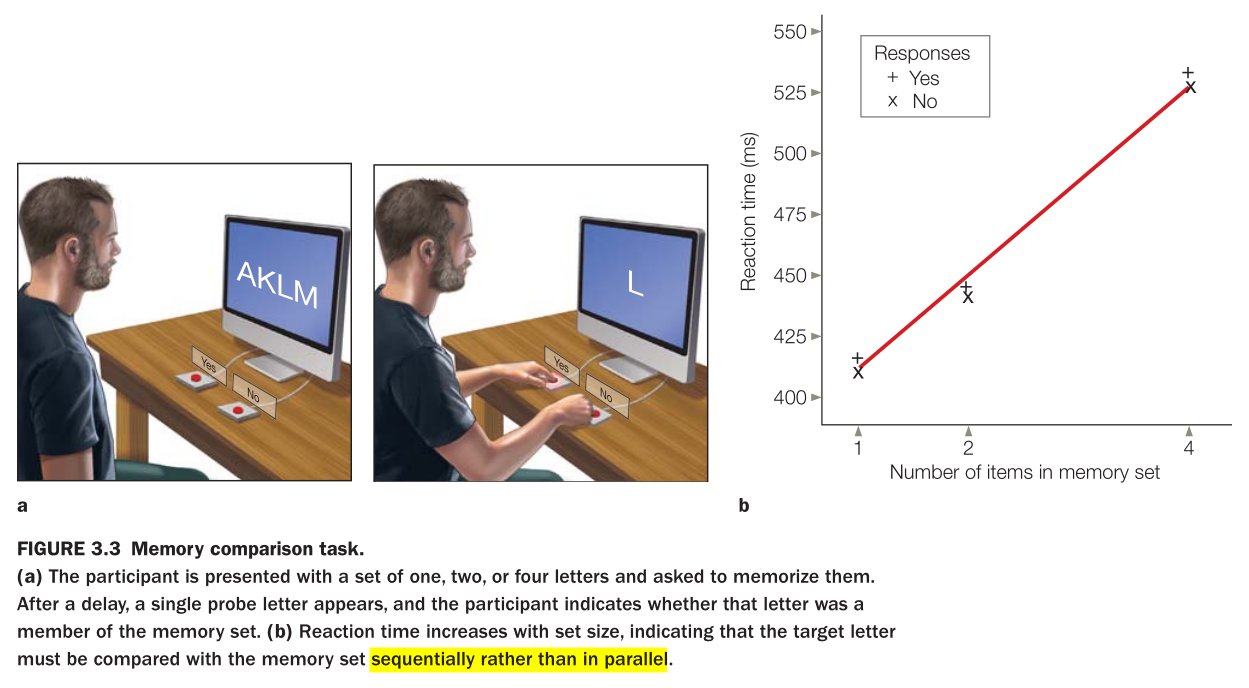 AKLM
Yes
No
a
L
Yes
No
550
525
500
475
450
425
400
Reaction time (ms)
Responses
+ Yes
x No
1 2 4
Number of items in memory set
b
FIGURE 3.3 Memory comparison task.
(a) The participant is presented with a set of one, two, or four letters and asked to memorize them.
After a delay, a single probe letter appears, and the participant indicates whether that letter was a
member of the memory set. (b) Reaction time increases with set size, indicating that the target letter
must be compared with the memory set sequentially rather than in parallel.